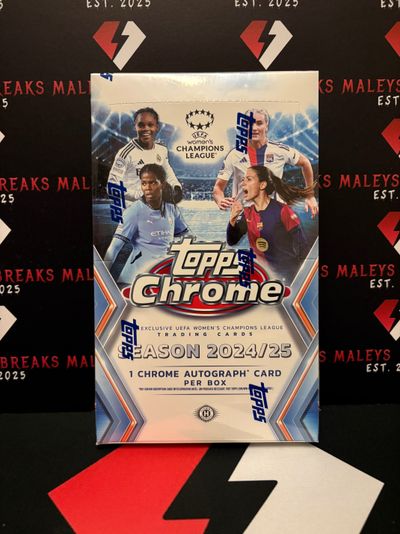 EST. 2025
BREAKS MALEYS
EST. 2025
UEFA
women's
CHAMPIONS
LEAGUE
Topps
Topps
BREAKS MALEYS
EST. 2025
Topps
Chrome
EXCLUSIVE UEFA WOMEN'S CHAMPIONS LEAGUE
TRADING CARDS
SEASON 2024/25
Topps
1 CHROME AUTOGRAPH* CARD
PER BOX
Topps
BREAKS MALEYS
EST. 2025
H